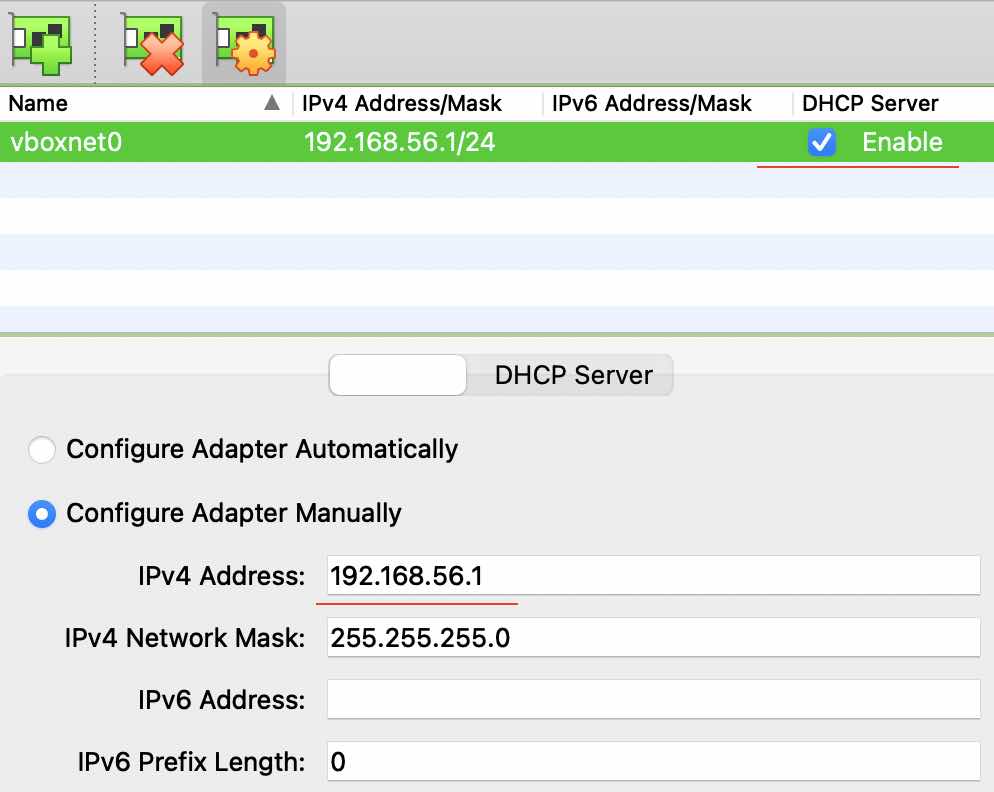 Name IPv4 Address/Mask IPv6 Address/Mask DHCP Server
vboxnet0 192.168.56.1/24 Enable
DHCP Server
Configure Adapter Automatically
Configure Adapter Manually
IPv4 Address: 192.168.56.1
IPv4 Network Mask: 255.255.255.0
IPv6 Address:
IPv6 Prefix Length: 0